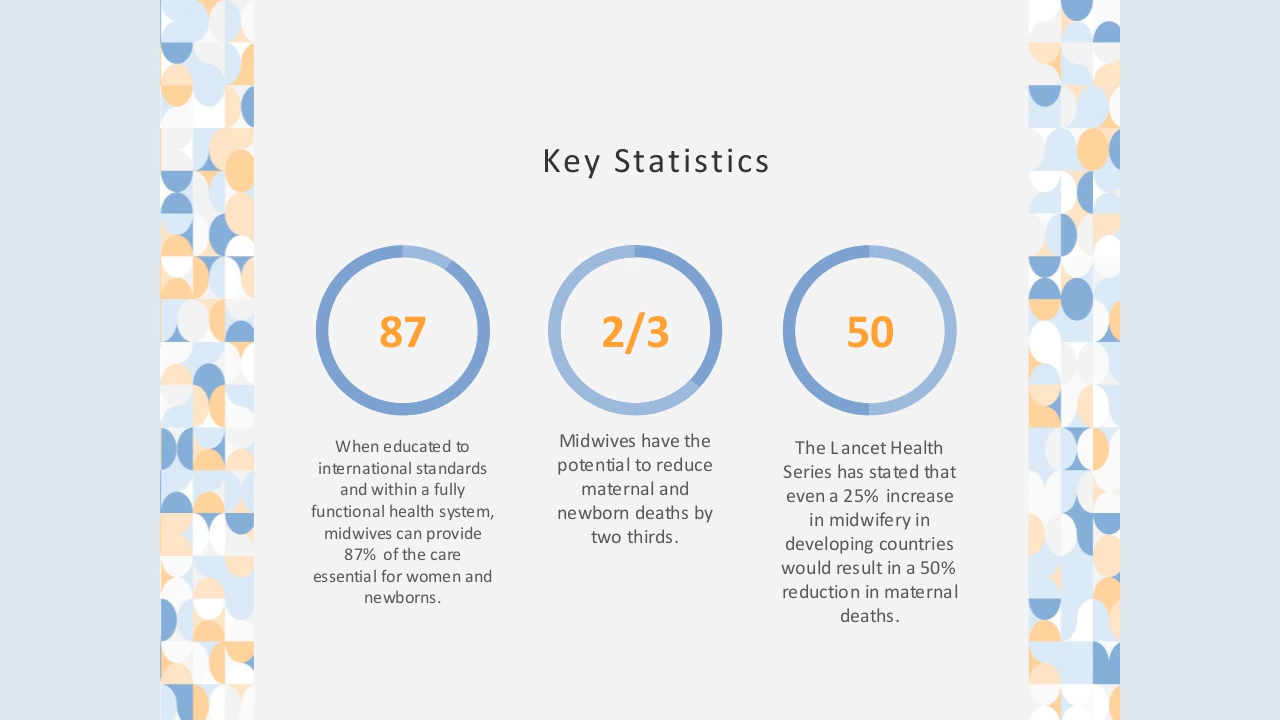 Key Statistics
87
When educated to
international standards
and within a fully
functional health system,
midwives can provide
87% of the care
essential for women and
newborns.
2/3
Midwives have the
potential to reduce
maternal and
newborn deaths by
two thirds.
50
The Lancet Health
Series has stated that
even a 25% increase
in midwifery in
developing countries
would result in a 50%
reduction in maternal
deaths.